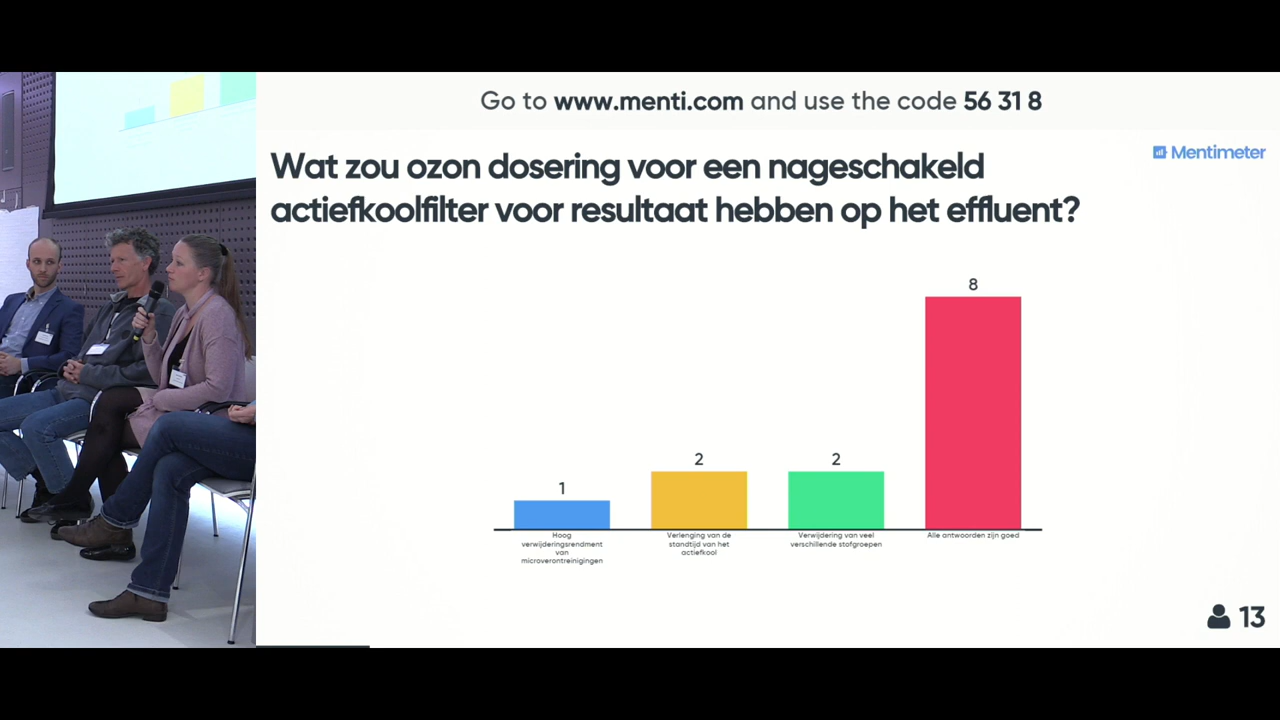 Go to www.menti.com and use the code 56 31 8
Mentimeter
Wat zou ozon dosering voor een nageschakeld
actiefkoolfilter voor resultaat hebben op het effluent?
8
2
2
1
Hoog
verwijderingsrendment
van
microverontreinigingen
Verlenging van de
standtijd van het
actiefkool
Verwijdering van veel
verschillende stofgroepen
Alle antwoorden zijn goed
13